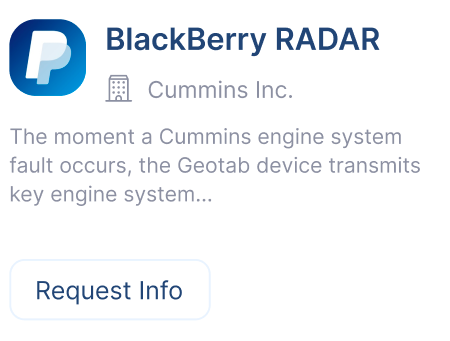 BlackBerry RADAR
Cummins Inc.
The moment a Cummins engine system
fault occurs, the Geotab device transmits
key engine system...
Request Info